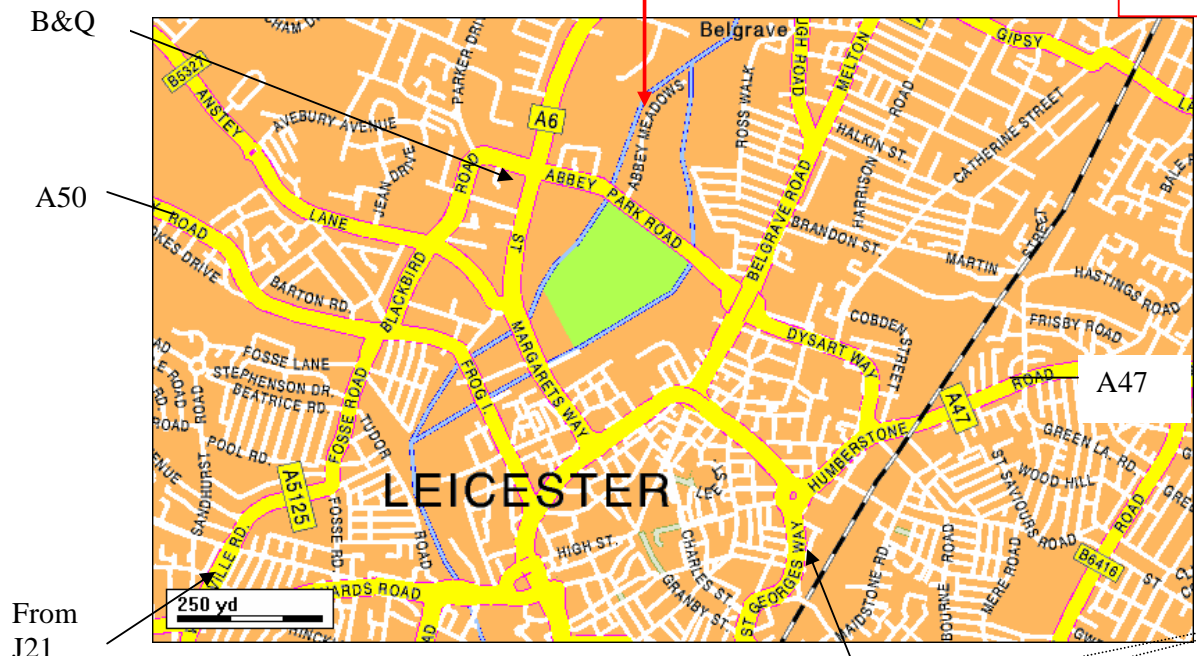 B&Q
A50
From
J21
A47
Belgrave
B5327
ANSTEY
LANE
PARKER
AVEBURY AVENUE
JEAN DRIVE
ROAD
A6
ABBEY PARK ROAD
ABBEY MEADOWS
ROSS WALK
MELTON
ROAD
GIPSY
HALKIN ST.
CATHERINE STREET
HARRISON
ROAD
BELGRAVE ROAD
BRANDON ST.
MARTIN
STREET
HASTINGS ROAD
FRISBY ROAD
COBDEN
STREET
DYSART WAY
ROAD
BARTON RD.
BLACKBIRD
ST
MARGARETS WAY
FROG I.
FOSSE LANE
STEPHENSON DR.
BEATRICE RD.
ROAD
POOL RD.
SANDHURST
FOSSE ROAD
TUDOR
ROAD
A5125
FOSSE RD.
LEICESTER
LEE ST.
HIGH ST.
CHARLES ST.
GRANBY ST.
ST GEORGES WAY
HUMBERSTONE
A47
ROAD
GREEN LA. RD.
WOOD HILL
ST SAVIOURS ROAD
ROAD
B6416
MAIDSTONE RD.
MERE ROAD
250 yd